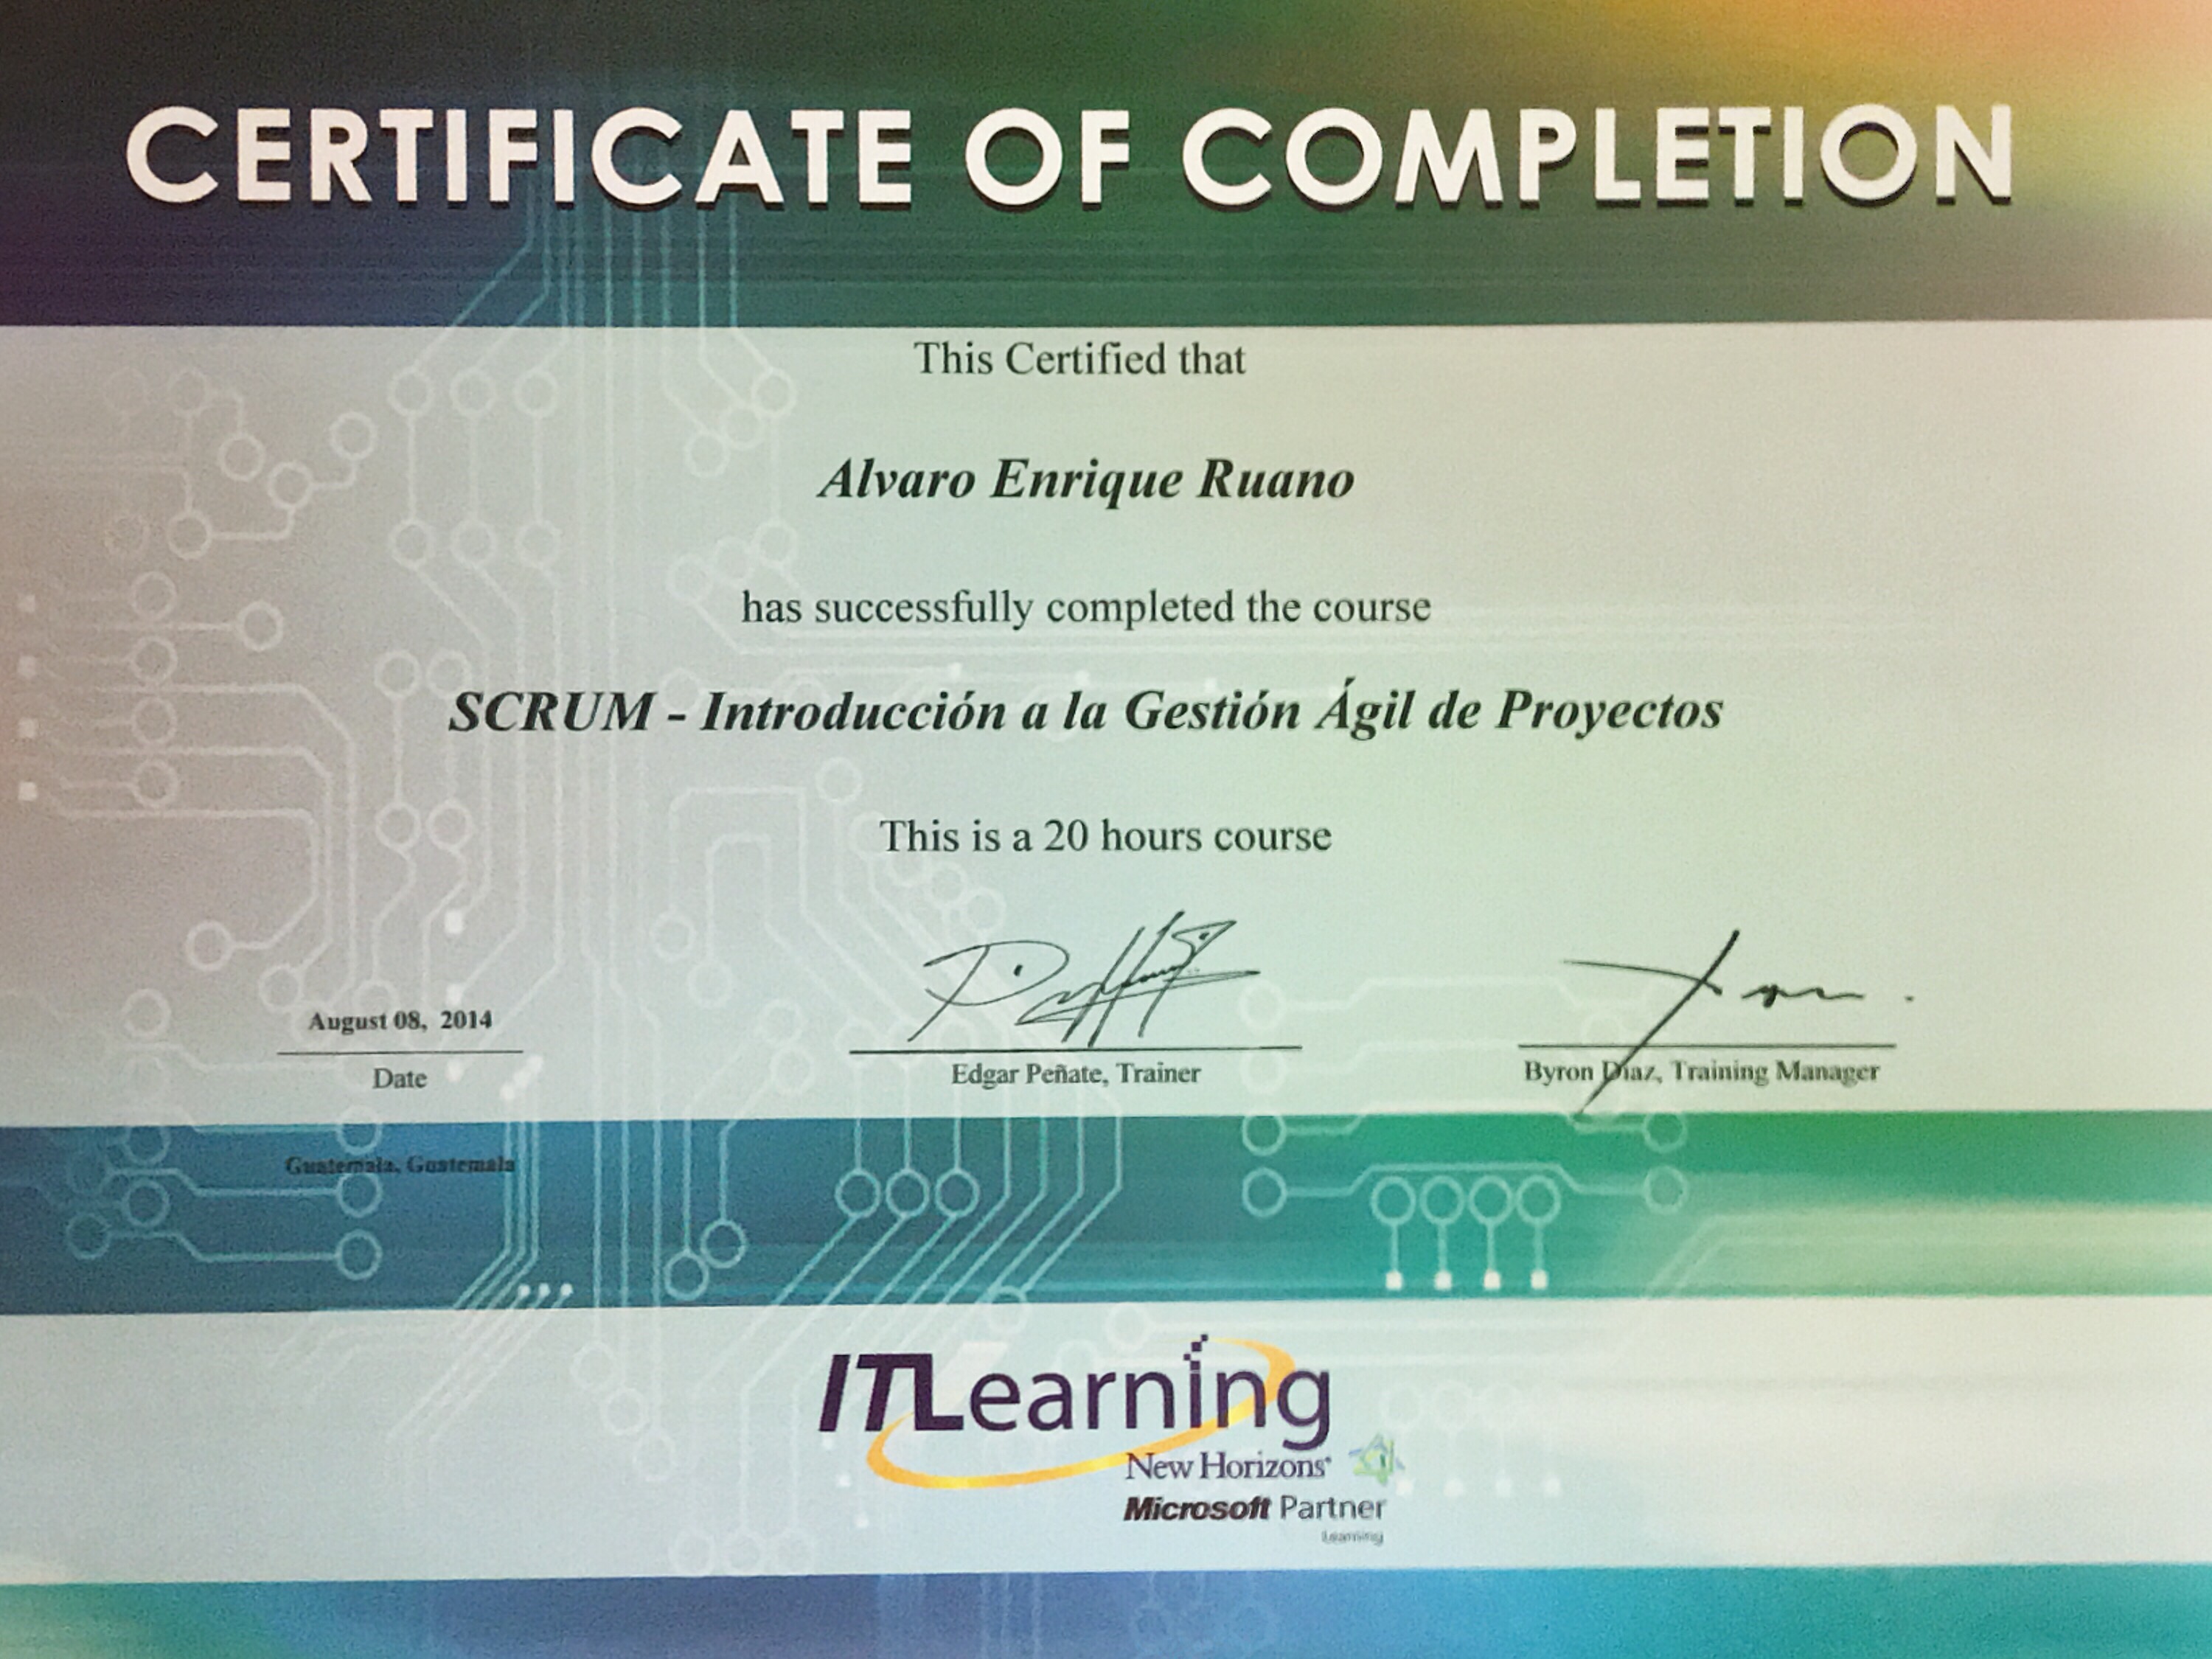 CERTIFICATE OF COMPLETION
This Certified that
Alvaro Enrique Ruano
has successfully completed the course
SCRUM - Introducción a la Gestión Ágil de Proyectos
This is a 20 hours course
August 08, 2014
Date
Edgar Peñate, Trainer
Byron Díaz, Training Manager
Guatemala, Guatemala
ITLearning
New Horizons®
Microsoft Partner
Learning